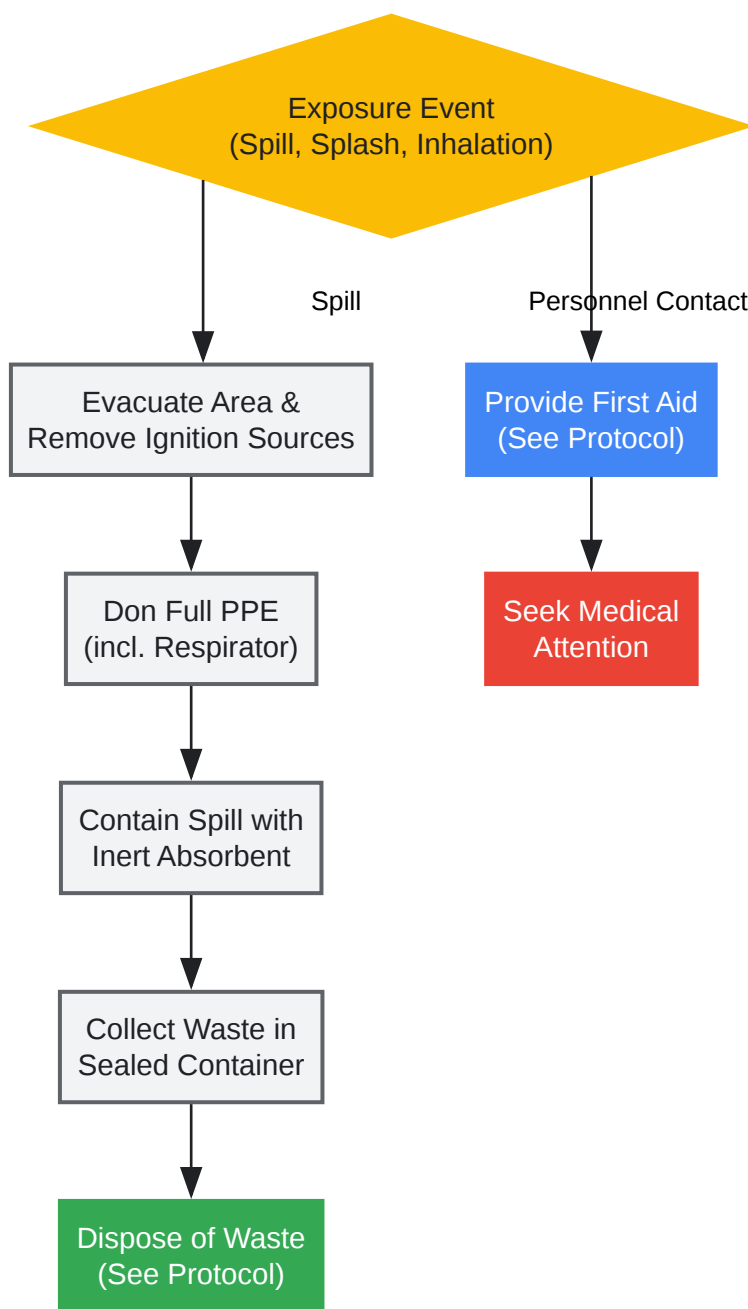 Exposure Event
(Spill, Splash, Inhalation)
Spill
Personnel Contact
Evacuate Area &
Remove Ignition Sources
Provide First Aid
(See Protocol)
Don Full PPE
(incl. Respirator)
Seek Medical
Attention
Contain Spill with
Inert Absorbent
Collect Waste in
Sealed Container
Dispose of Waste
(See Protocol)